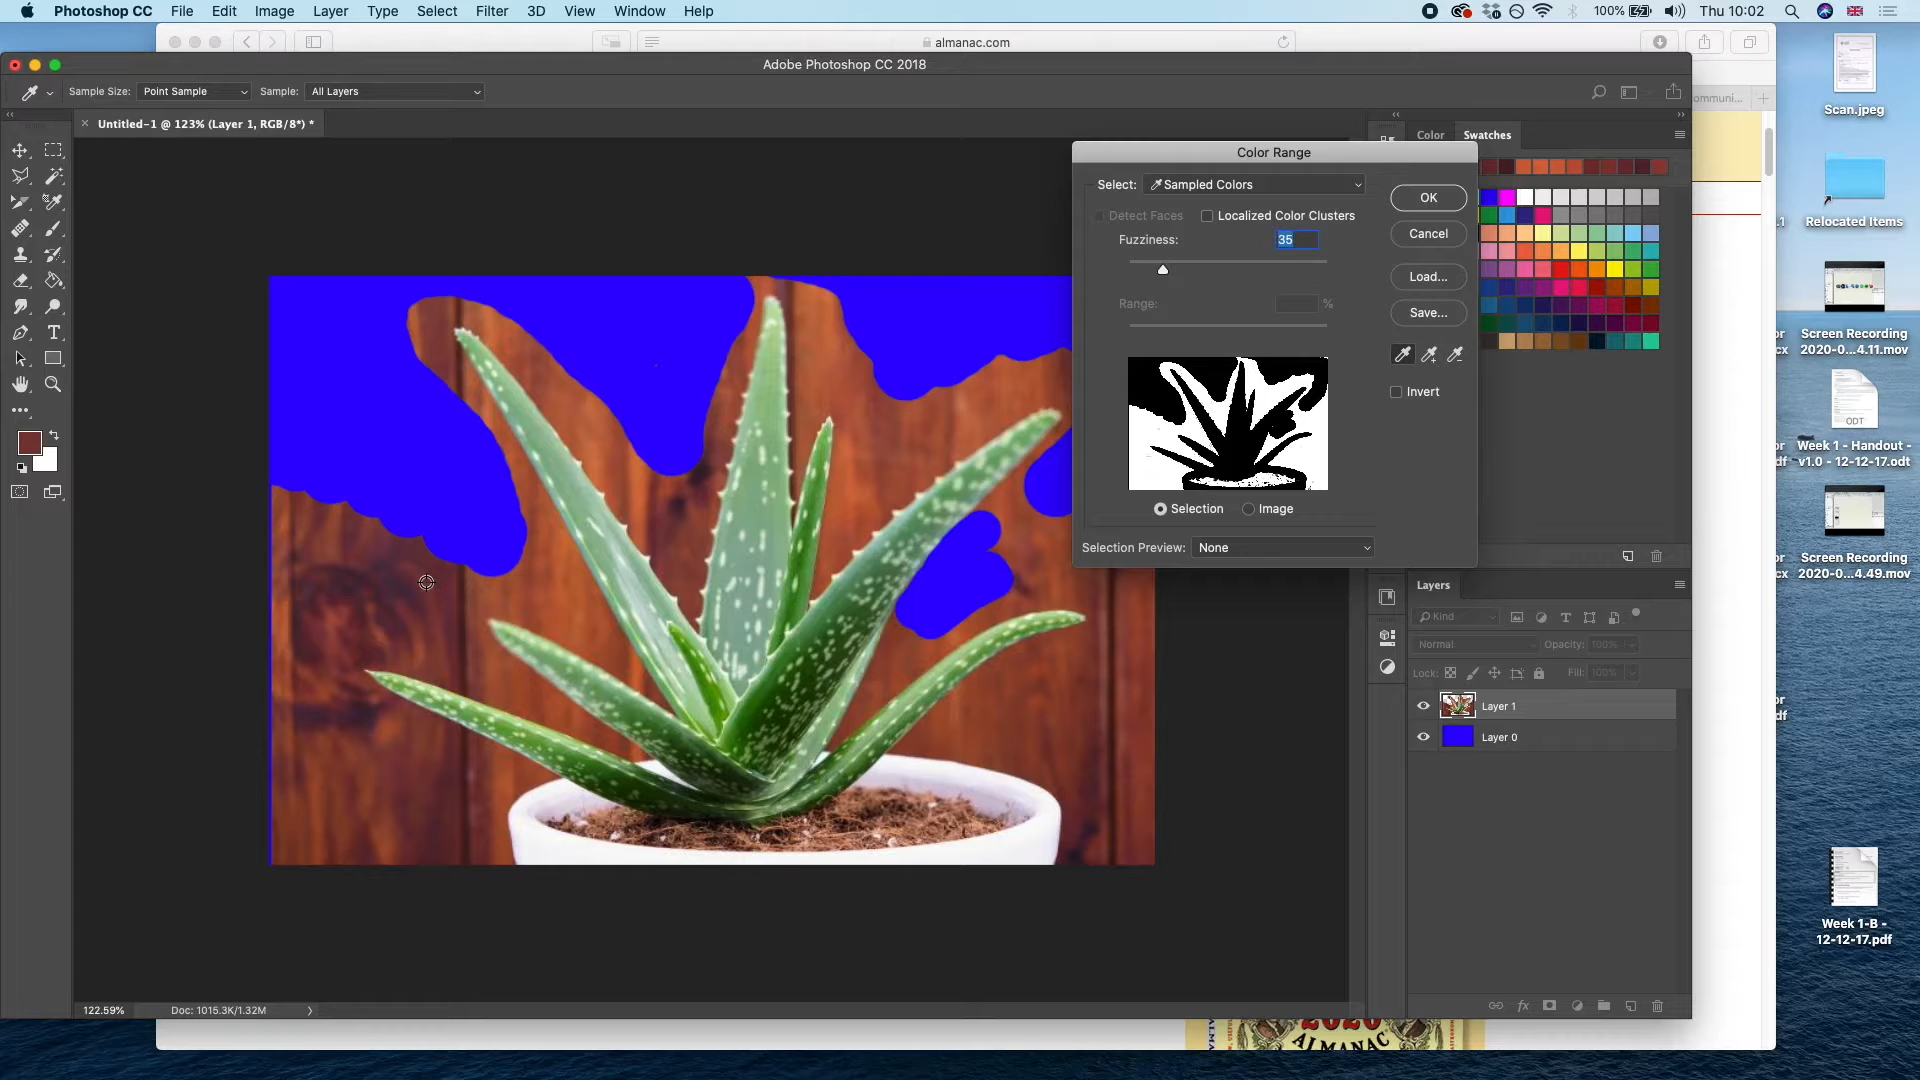 Photoshop CC File Edit Image Layer Type Select Filter 3D View Window Help 100% Thu 10:02
almanac.com
Adobe Photoshop CC 2018
Sample Size: Point Sample Sample: All Layers
Untitled-1 @ 123% (Layer 1, RGB/8*) *
Color Swatches
Color Range
Select: Sampled Colors
OK
Detect Faces Localized Color Clusters
Fuzziness: 35
Cancel
Load...
Range: %
Save...
Invert
Selection Image
Selection Preview: None
Layers
Kind
Normal Opacity: 100%
Lock: Fill: 100%
Layer 1
Layer 0
122.59% Doc: 1015.3K/1.32M
2020
ALMANAC
communi...
Scan.jpeg
Relocated Items
Screen Recording
2020-0...4.11.mov
ODT
Week 1 - Handout -
v1.0 - 12-12-17.odt
Screen Recording
2020-0...4.49.mov
Week 1-B -
12-12-17.pdf